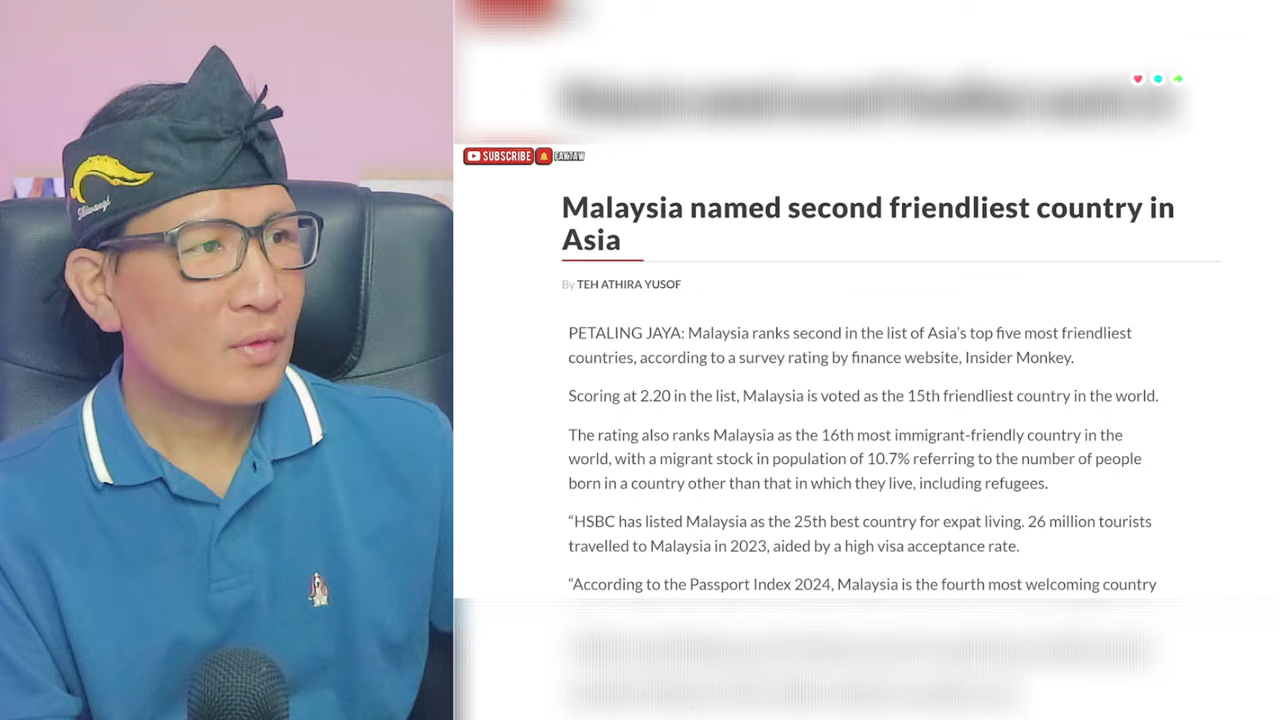 SUBSCRIBE FAKTAW
Malaysia named second friendliest country in
Asia
By TEH ATHIRA YUSOF
PETALING JAYA: Malaysia ranks second in the list of Asia’s top five most friendliest
countries, according to a survey rating by finance website, Insider Monkey.
Scoring at 2.20 in the list, Malaysia is voted as the 15th friendliest country in the world.
The rating also ranks Malaysia as the 16th most immigrant-friendly country in the
world, with a migrant stock in population of 10.7% referring to the number of people
born in a country other than that in which they live, including refugees.
“HSBC has listed Malaysia as the 25th best country for expat living. 26 million tourists
travelled to Malaysia in 2023, aided by a high visa acceptance rate.
“According to the Passport Index 2024, Malaysia is the fourth most welcoming country